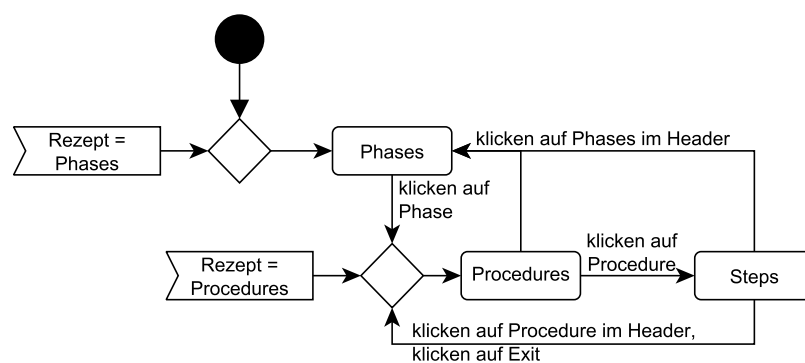 Rezept =
Phases
Phases
klicken auf Phases im Header
klicken auf
Phase
Rezept =
Procedures
Procedures
klicken auf
Procedure
Steps
klicken auf Procedure im Header,
klicken auf Exit